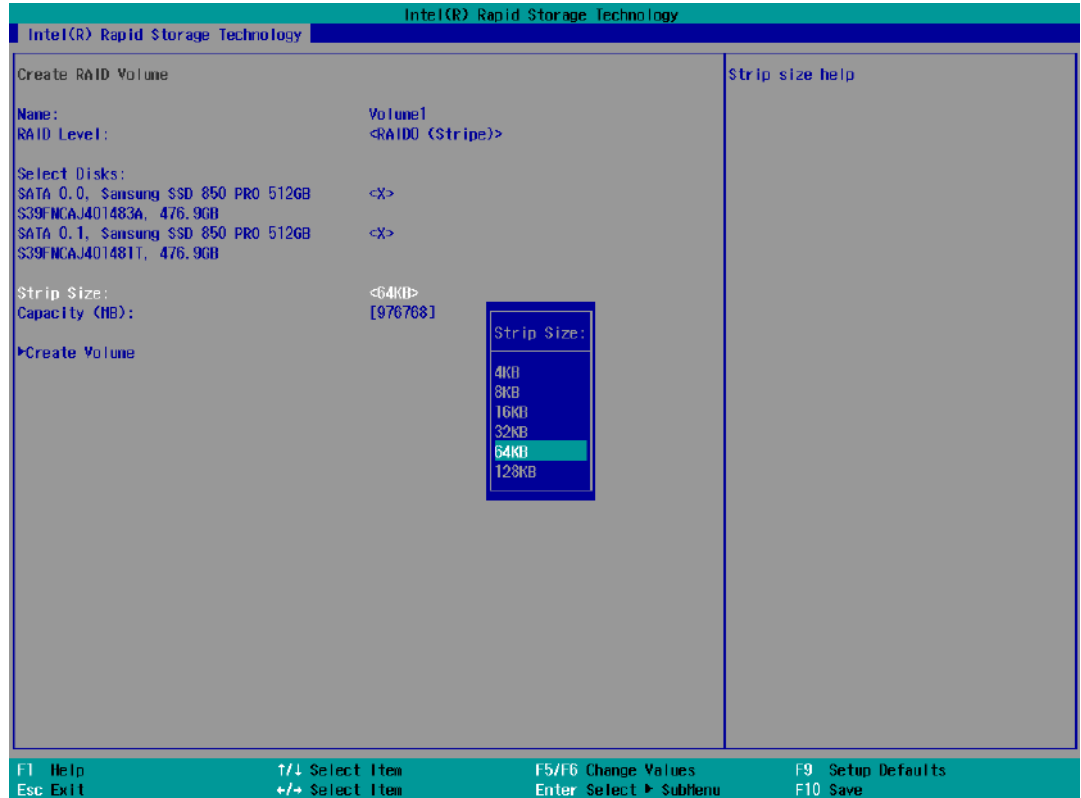 Intel(R) Rapid Storage Technology
Intel(R) Rapid Storage Technology
Create RAID Volume
Strip size help
Name: Volume1
RAID Level: <RAID0 (Stripe)>
Select Disks:
SATA 0.0, Samsung SSD 850 PRO 512GB <X>
S39FNCAJ401483A, 476.9GB
SATA 0.1, Samsung SSD 850 PRO 512GB <X>
S39FNCAJ401481T, 476.9GB
Strip Size: <64KB>
Capacity (MB): [976768]
▶Create Volume
Strip Size:
4KB
8KB
16KB
32KB
64KB
128KB
F1 Help ↑/↓ Select Item F5/F6 Change Values F9 Setup Defaults
Esc Exit ←/→ Select Item Enter Select ▶ SubMenu F10 Save